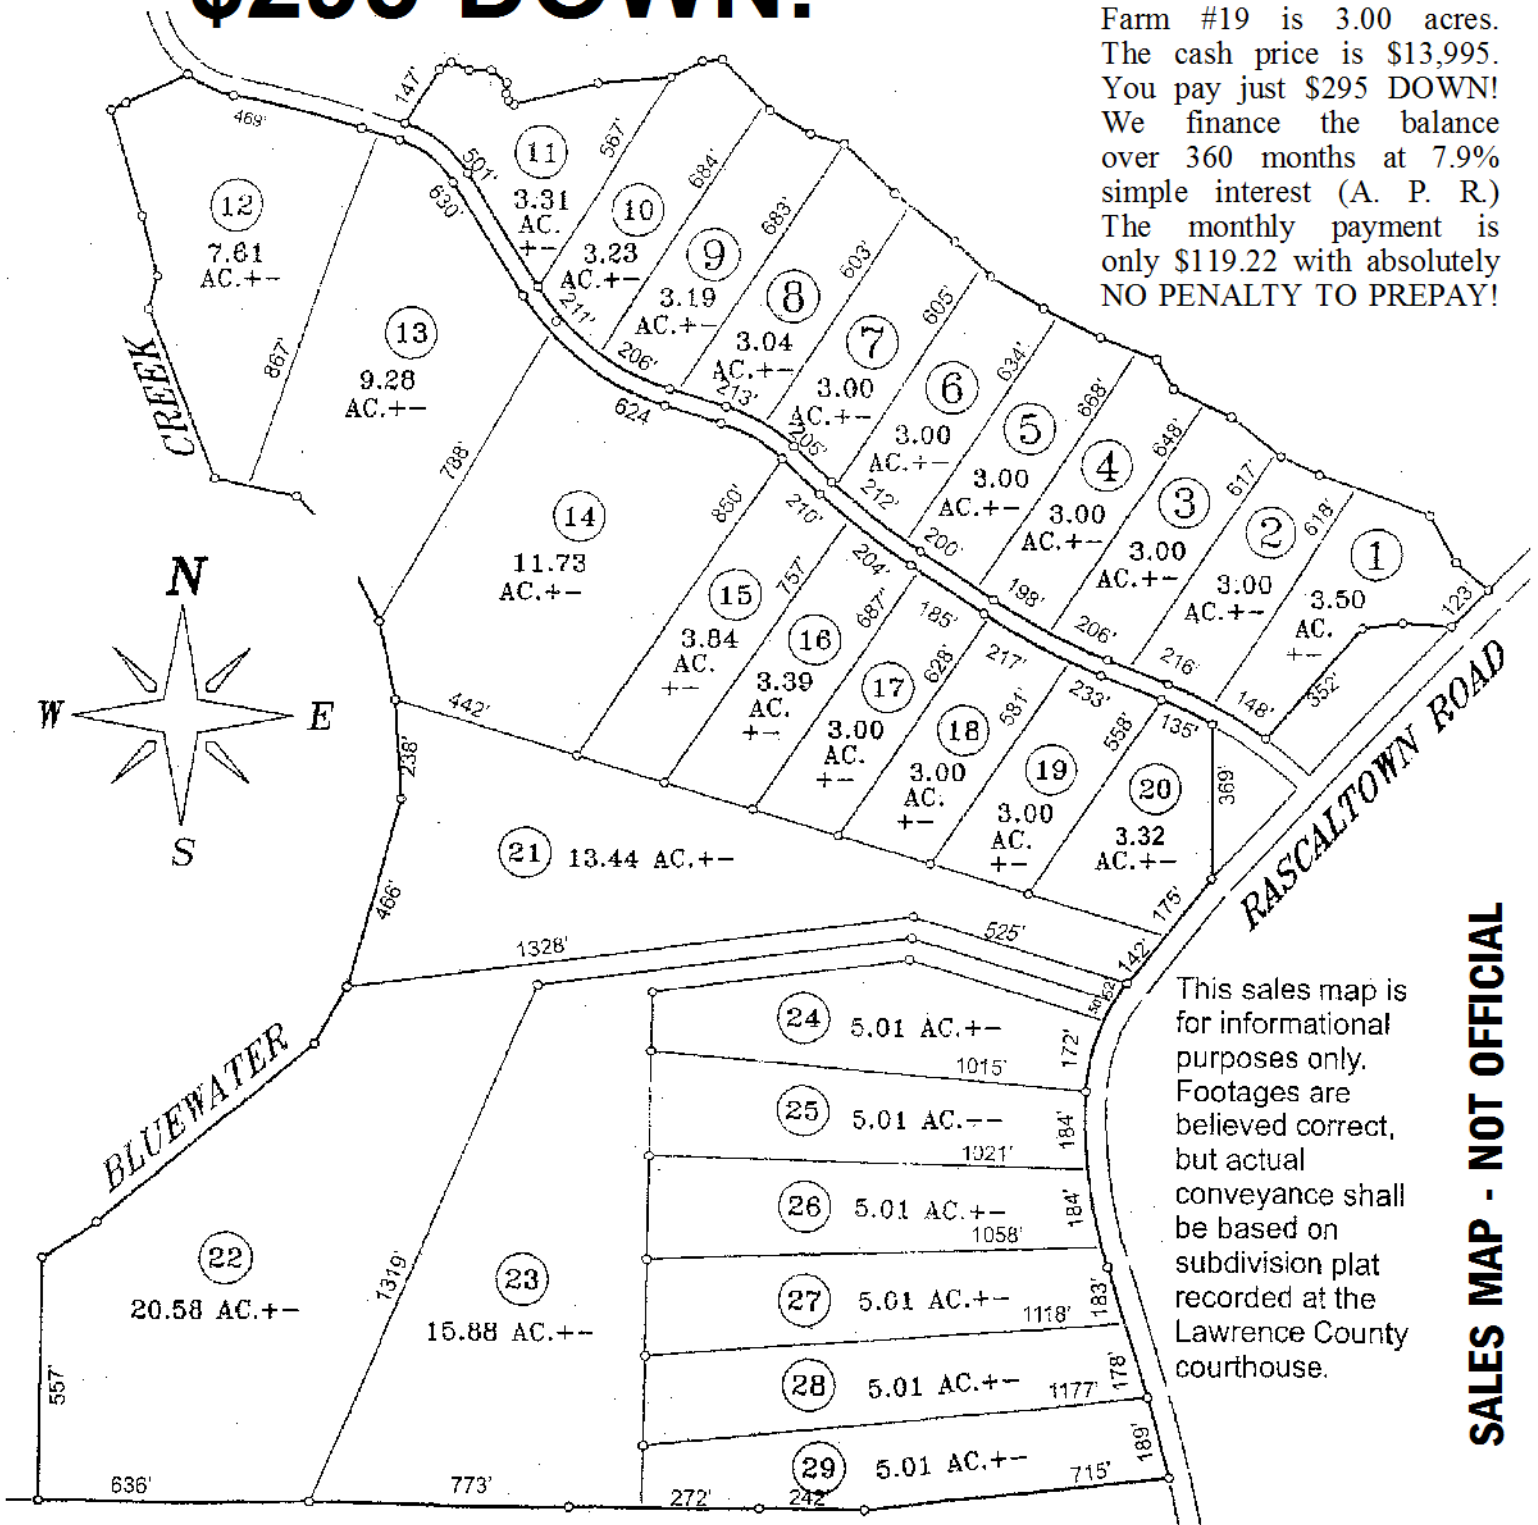 $295 DOWN!
Farm #19 is 3.00 acres.
The cash price is $13,995.
You pay just $295 DOWN!
We finance the balance
over 360 months at 7.9%
simple interest (A. P. R.)
The monthly payment is
only $119.22 with absolutely
NO PENALTY TO PREPAY!
469'
147'
501'
630'
567'
684'
683'
603'
605'
634'
668'
648'
617'
618'
123'
11
3.31
AC.
+-
10
3.23
AC.+-
9
3.19
AC.+-
8
3.04
AC.+-
7
3.00
AC.+-
6
3.00
AC.+-
5
3.00
AC.+-
4
3.00
AC.+-
3
3.00
AC.+-
2
3.00
AC.+-
1
3.50
AC.
+-
12
7.61
AC.+-
867'
13
9.28
AC.+-
788'
CREEK
211'
206'
213'
205'
212'
200'
198'
206'
216'
148'
352'
624
210'
204'
185'
217'
233'
135'
14
11.73
AC.+-
850'
15
3.84
AC.
+-
757'
16
3.39
AC.
+-
687"
17
3.00
AC.
+-
628'
18
3.00
AC.
+-
581'
19
3.00
AC.
+-
558'
20
3.32
AC.+-
369'
RASCALTOWN ROAD
N
W
E
S
442'
238'
466'
21
13.44 AC.+-
1328'
525'
175'
142'
52'
50'
BLUEWATER
22
20.58 AC.+-
557'
636'
1319'
23
15.88 AC.+-
773'
24
5.01 AC.+-
172'
1015'
25
5.01 AC.--
184'
1021'
26
5.01 AC.+-
184'
1058'
27
5.01 AC.+-
183'
1118'
28
5.01 AC.+-
178'
1177'
29
5.01 AC.+-
189'
715'
272'
242'
This sales map is
for informational
purposes only.
Footages are
believed correct,
but actual
conveyance shall
be based on
subdivision plat
recorded at the
Lawrence County
courthouse.
SALES MAP - NOT OFFICIAL